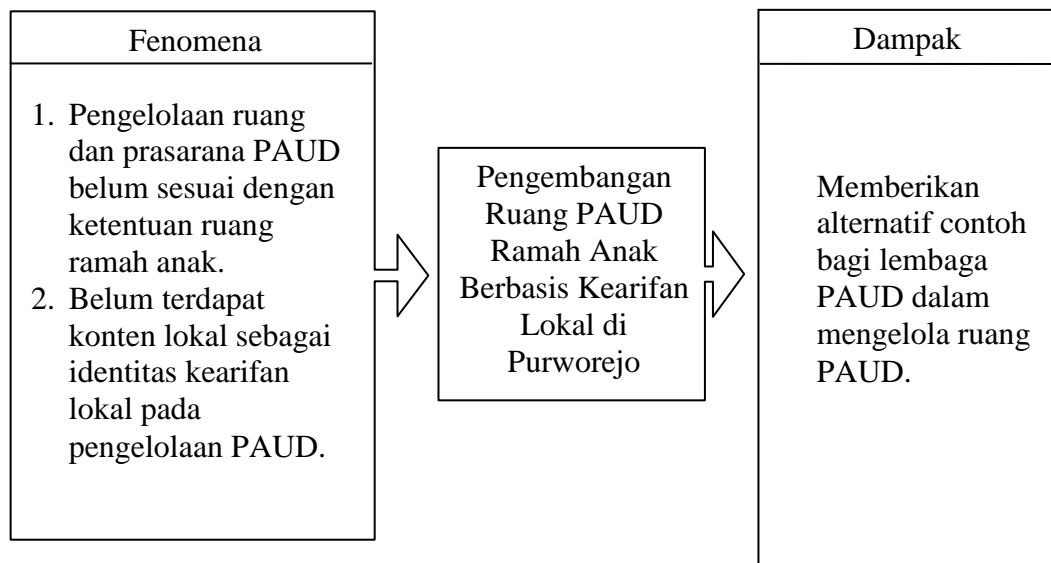 Fenomena
1. Pengelolaan ruang
dan prasarana PAUD
belum sesuai dengan
ketentuan ruang
ramah anak.
2. Belum terdapat
konten lokal sebagai
identitas kearifan
lokal pada
pengelolaan PAUD.
Pengembangan
Ruang PAUD
Ramah Anak
Berbasis Kearifan
Lokal di
Purworejo
Dampak
Memberikan
alternatif contoh
bagi lembaga
PAUD dalam
mengelola ruang
PAUD.